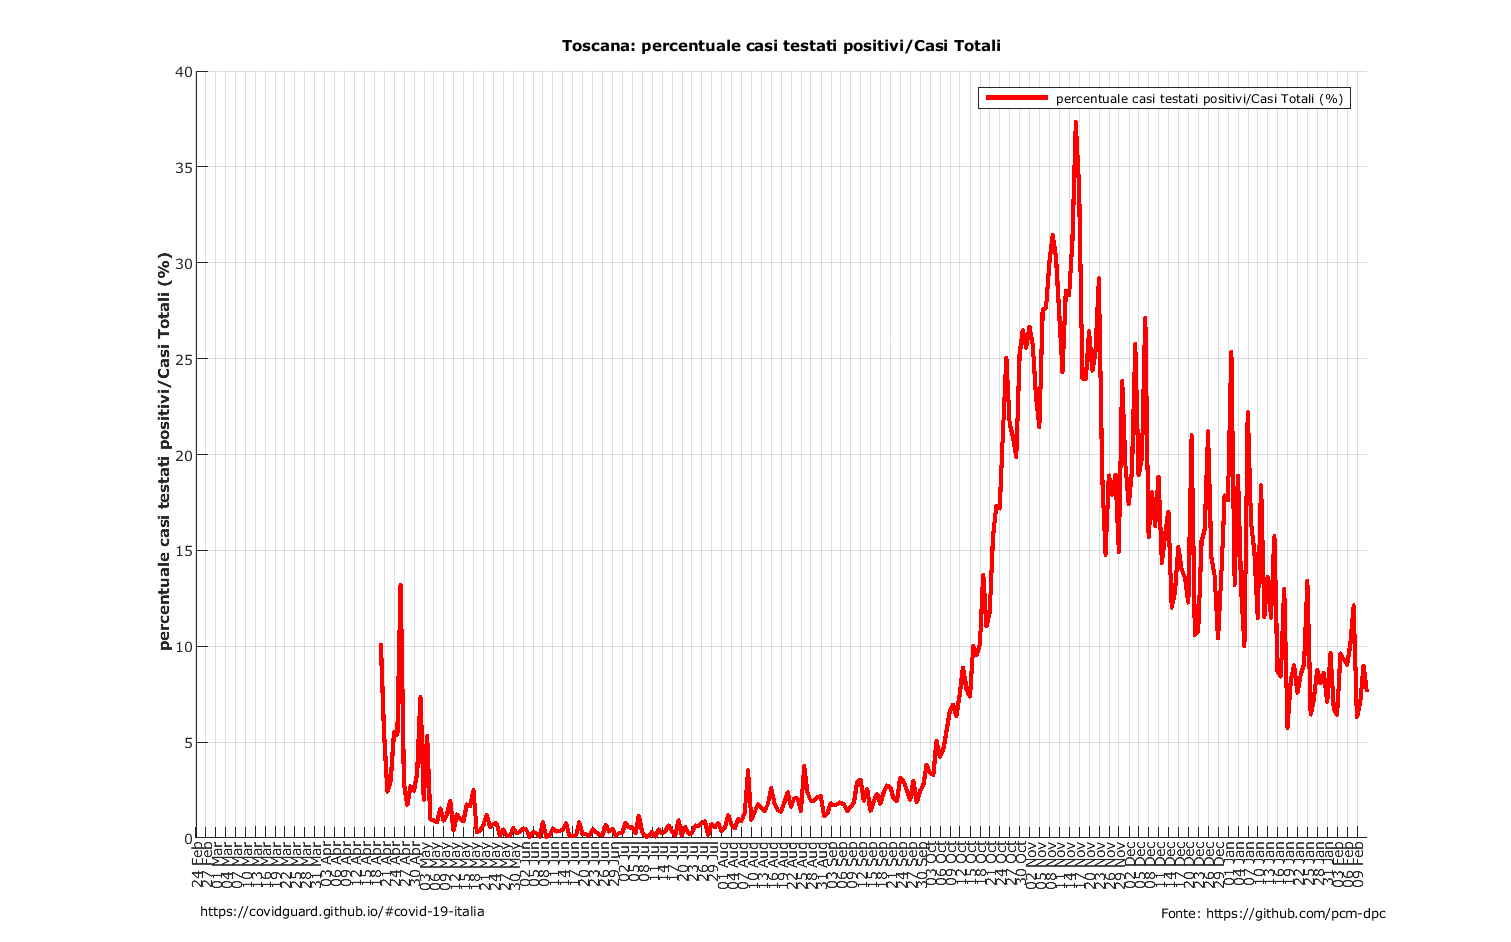 Toscana: percentuale casi testati positivi/Casi Totali
percentuale casi testati positivi/Casi Totali (%)
percentuale casi testati positivi/Casi Totali (%)
40
35
30
25
20
15
10
5
0
24 Feb
27 Feb
01 Mar
04 Mar
07 Mar
10 Mar
13 Mar
16 Mar
19 Mar
22 Mar
25 Mar
28 Mar
31 Mar
03 Apr
06 Apr
09 Apr
12 Apr
15 Apr
18 Apr
21 Apr
24 Apr
27 Apr
30 Apr
03 May
06 May
09 May
12 May
15 May
18 May
21 May
24 May
27 May
30 May
02 Jun
05 Jun
08 Jun
11 Jun
14 Jun
17 Jun
20 Jun
23 Jun
26 Jun
29 Jun
02 Jul
05 Jul
08 Jul
11 Jul
14 Jul
17 Jul
20 Jul
23 Jul
26 Jul
29 Jul
01 Aug
04 Aug
07 Aug
10 Aug
13 Aug
16 Aug
19 Aug
22 Aug
25 Aug
28 Aug
31 Aug
03 Sep
06 Sep
09 Sep
12 Sep
15 Sep
18 Sep
21 Sep
24 Sep
27 Sep
30 Sep
03 Oct
06 Oct
09 Oct
12 Oct
15 Oct
18 Oct
21 Oct
24 Oct
27 Oct
30 Oct
02 Nov
05 Nov
08 Nov
11 Nov
14 Nov
17 Nov
20 Nov
23 Nov
26 Nov
29 Nov
02 Dec
05 Dec
08 Dec
11 Dec
14 Dec
17 Dec
20 Dec
23 Dec
26 Dec
29 Dec
01 Jan
04 Jan
07 Jan
10 Jan
13 Jan
16 Jan
19 Jan
22 Jan
25 Jan
28 Jan
31 Jan
03 Feb
06 Feb
09 Feb
https://covidguard.github.io/#covid-19-italia
Fonte: https://github.com/pcm-dpc